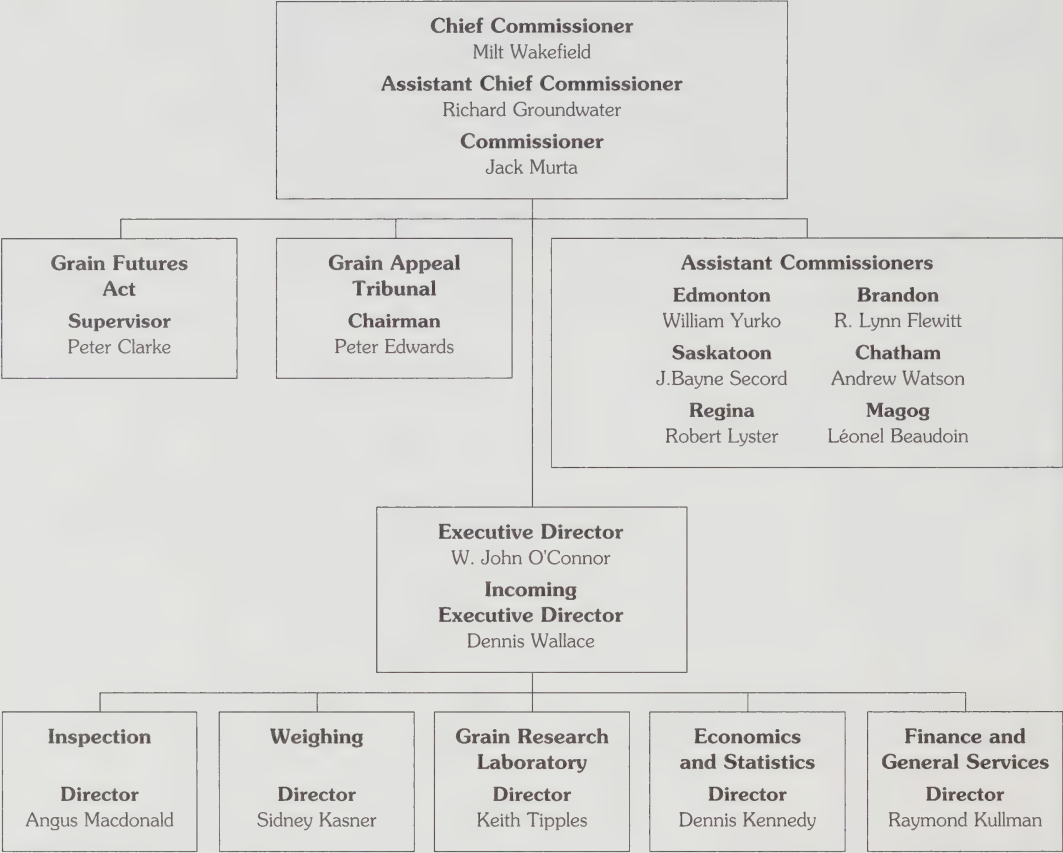 Chief Commissioner
Milt Wakefield
Assistant Chief Commissioner
Richard Groundwater
Commissioner
Jack Murta
Grain Futures
Act
Supervisor
Peter Clarke
Grain Appeal
Tribunal
Chairman
Peter Edwards
Assistant Commissioners
Edmonton
William Yurko
Brandon
R. Lynn Flewitt
Saskatoon
J.Bayne Secord
Chatham
Andrew Watson
Regina
Robert Lyster
Magog
Léonel Beaudoin
Executive Director
W. John O'Connor
Incoming
Executive Director
Dennis Wallace
Inspection
Director
Angus Macdonald
Weighing
Director
Sidney Kasner
Grain Research
Laboratory
Director
Keith Tipples
Economics
and Statistics
Director
Dennis Kennedy
Finance and
General Services
Director
Raymond Kullman